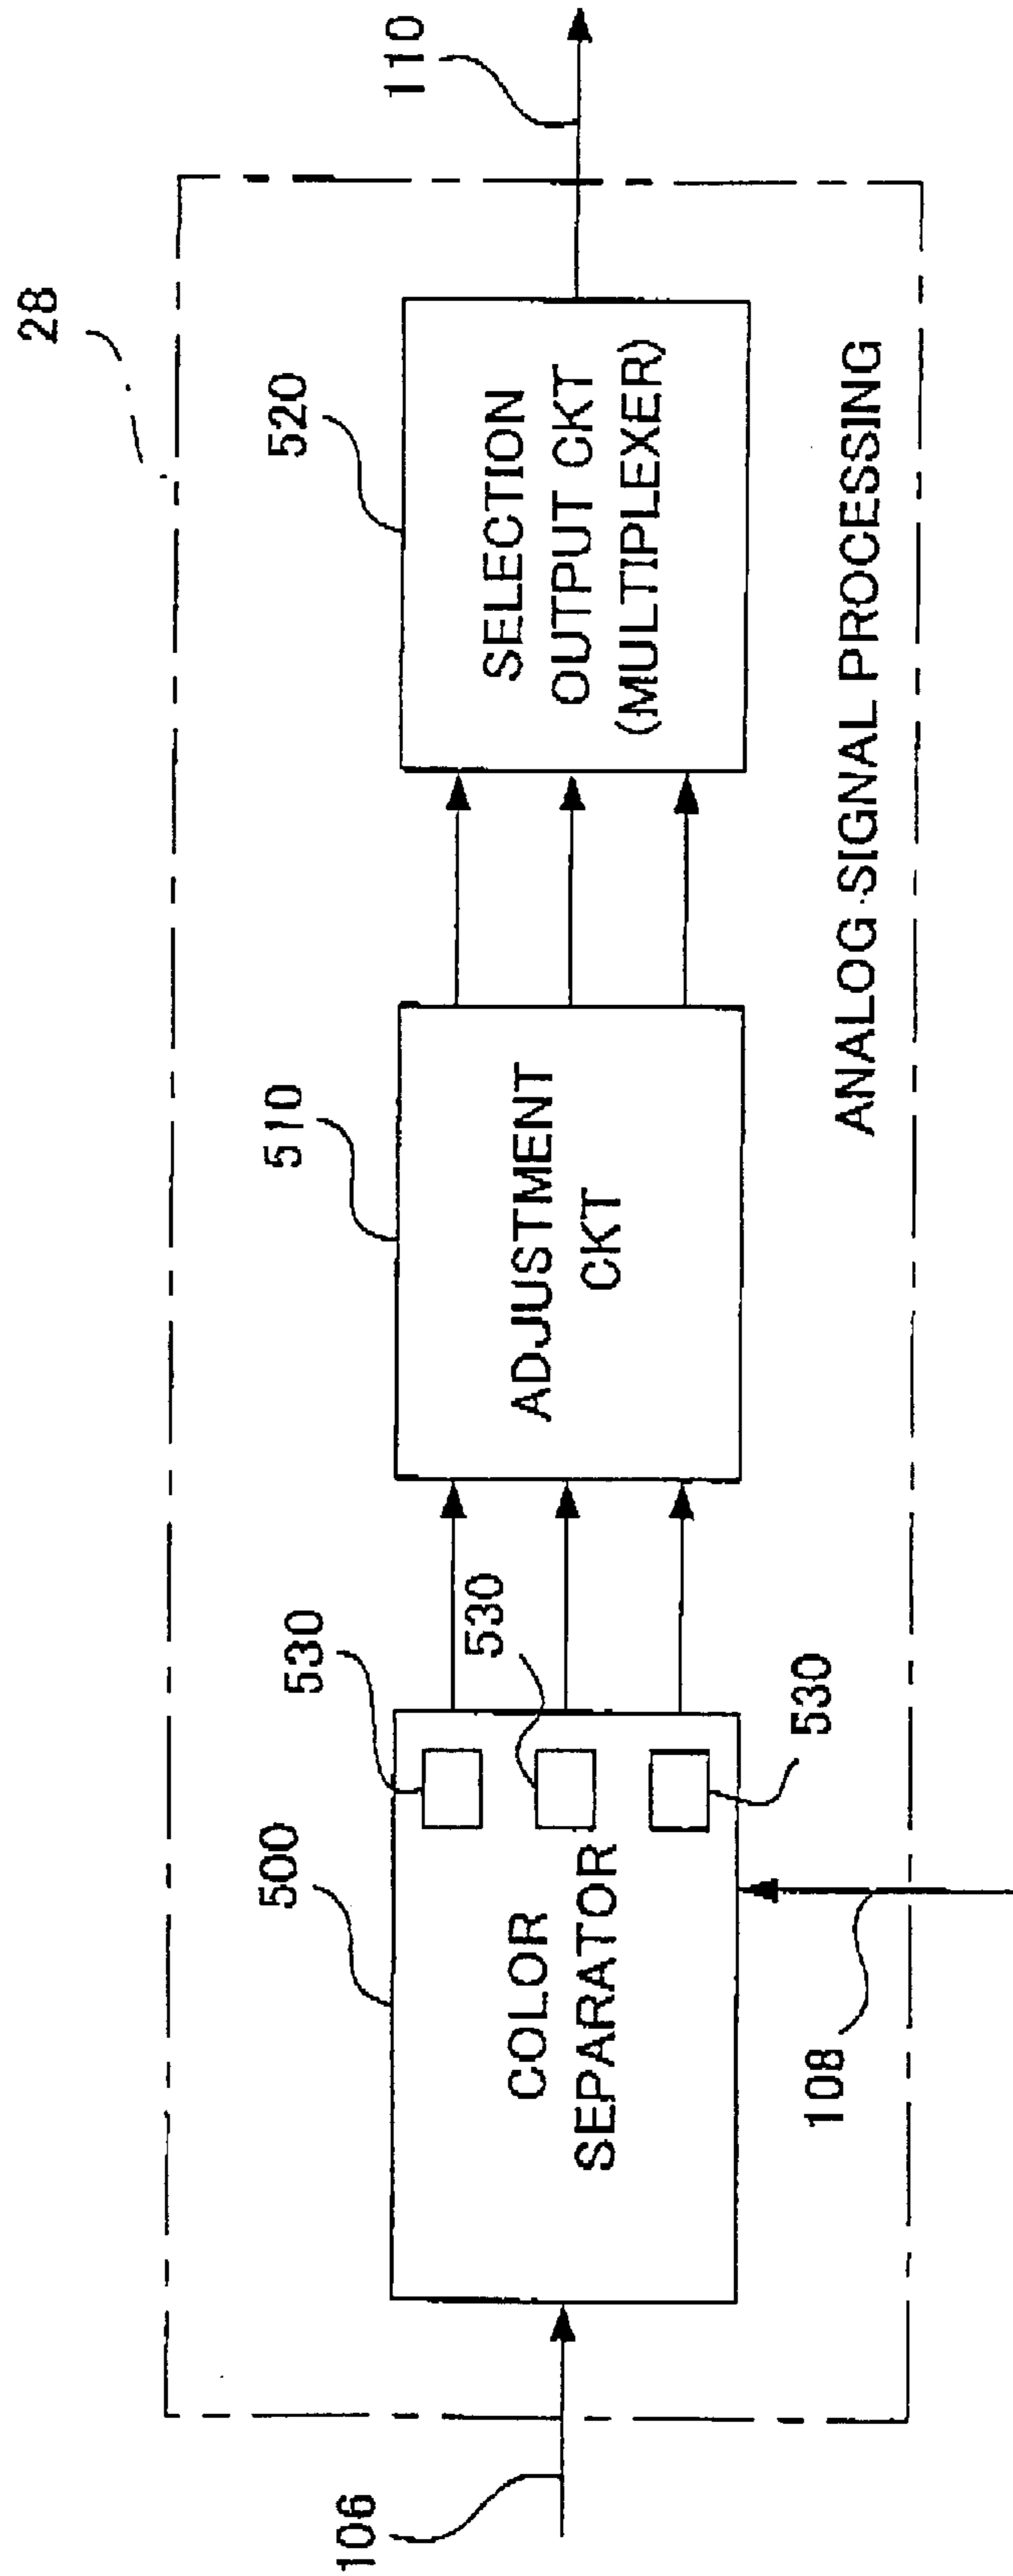 28
106
500
COLOR
SEPARATOR
530
530
530
108
510
ADJUSTMENT
CKT
520
SELECTION
OUTPUT CKT
(MULTIPLEXER)
110
ANALOG SIGNAL PROCESSING